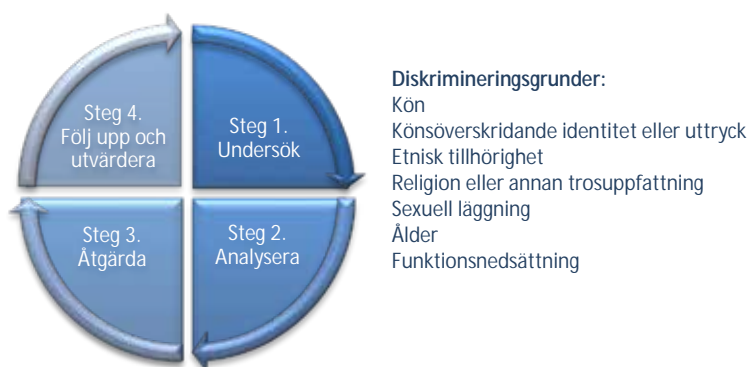 Steg 1.
Undersök
Steg 2.
Analysera
Steg 3.
Åtgärda
Steg 4.
Följ upp och
utvärdera
Diskrimineringsgrunder:
Kön
Könsöverskridande identitet eller uttryck
Etnisk tillhörighet
Religion eller annan trosuppfattning
Sexuell läggning
Ålder
Funktionsnedsättning